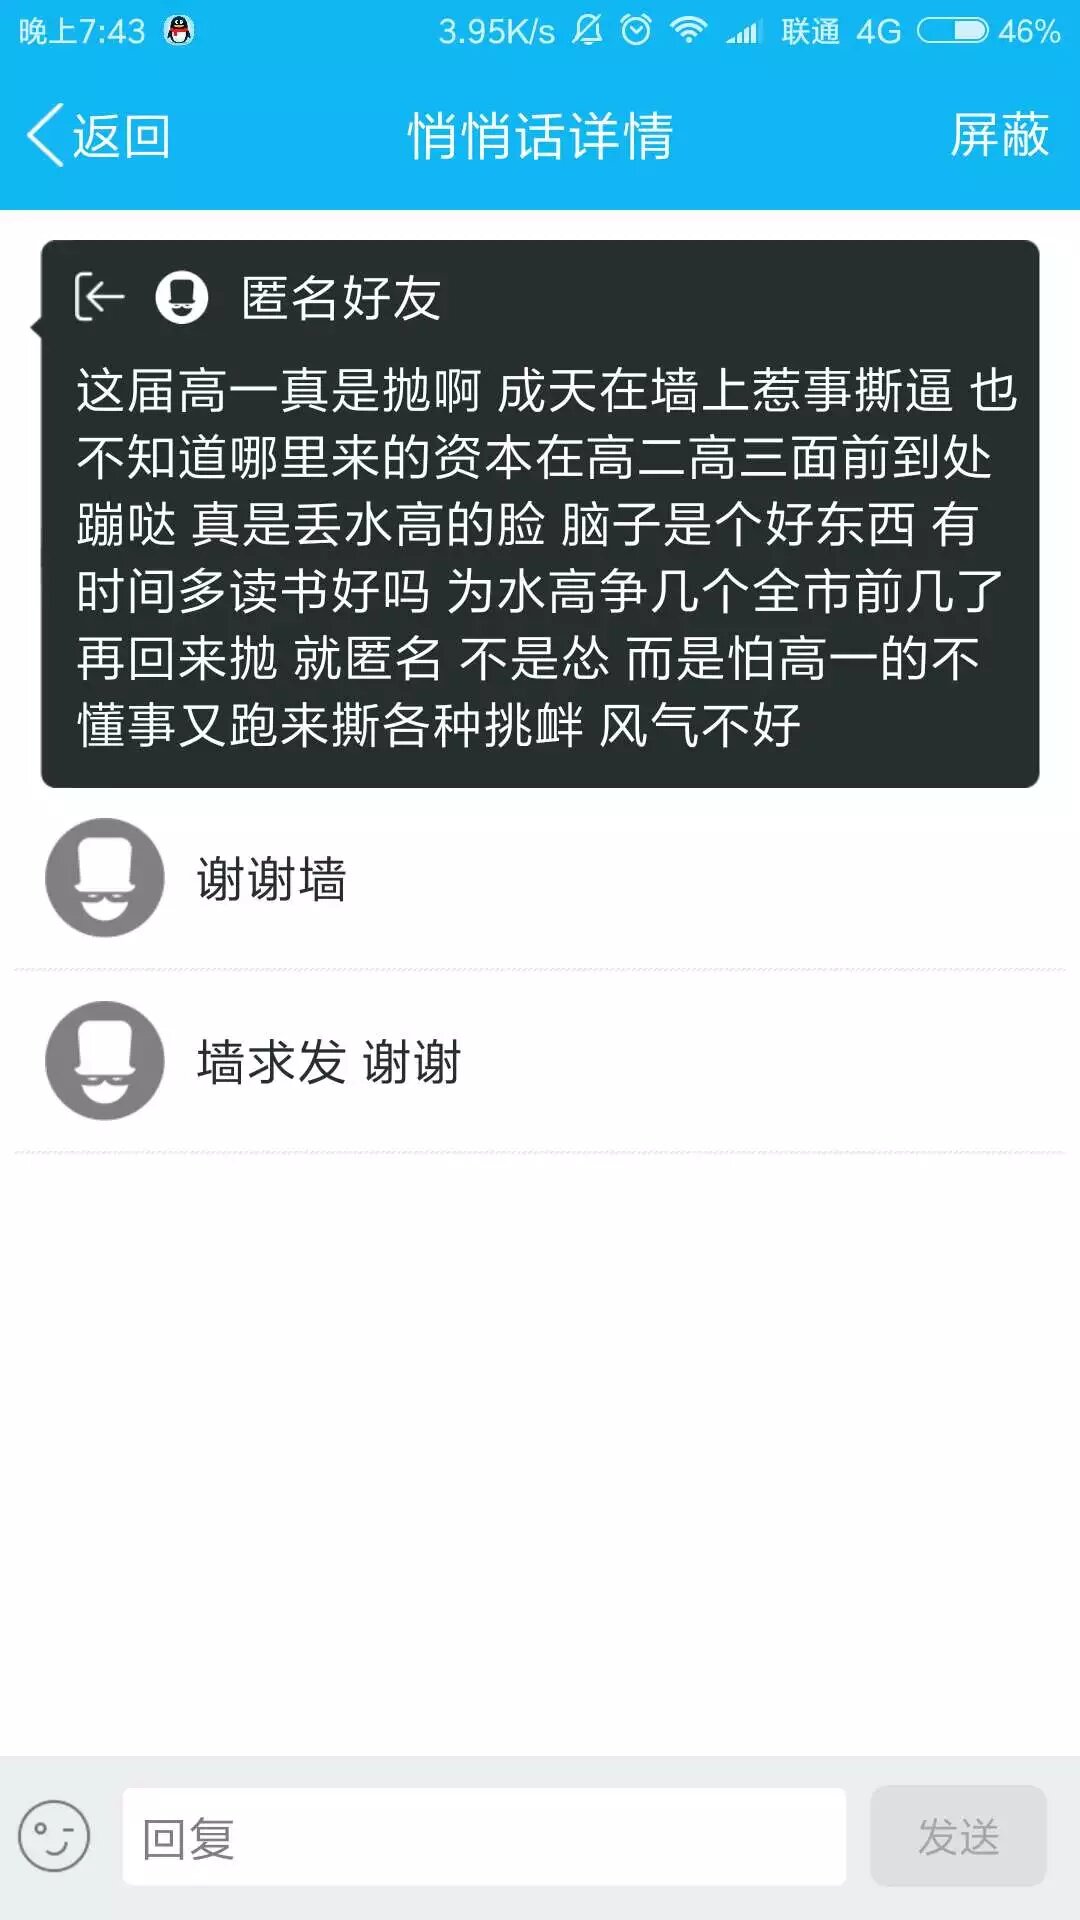 晚上7:43 3.95K/s 联通 4G 46%
返回 悄悄话详情 屏蔽
匿名好友
这届高一真是抛啊 成天在墙上惹事撕逼 也
不知道哪里来的资本在高二高三面前到处
蹦哒 真是丢水高的脸 脑子是个好东西 有
时间多读书好吗 为水高争几个全市前几了
再回来抛 就匿名 不是怂 而是怕高一的不
懂事又跑来撕各种挑衅 风气不好
谢谢墙
墙求发 谢谢
回复 发送